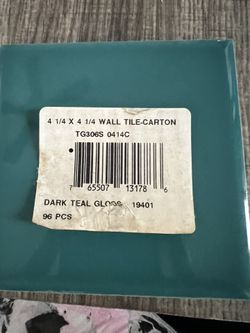 4 1/4 X 4 1/4 WALL TILE-CARTON
TG306S 0414C
7 65507 13178 6
DARK TEAL GLOSS 19401
96 PCS